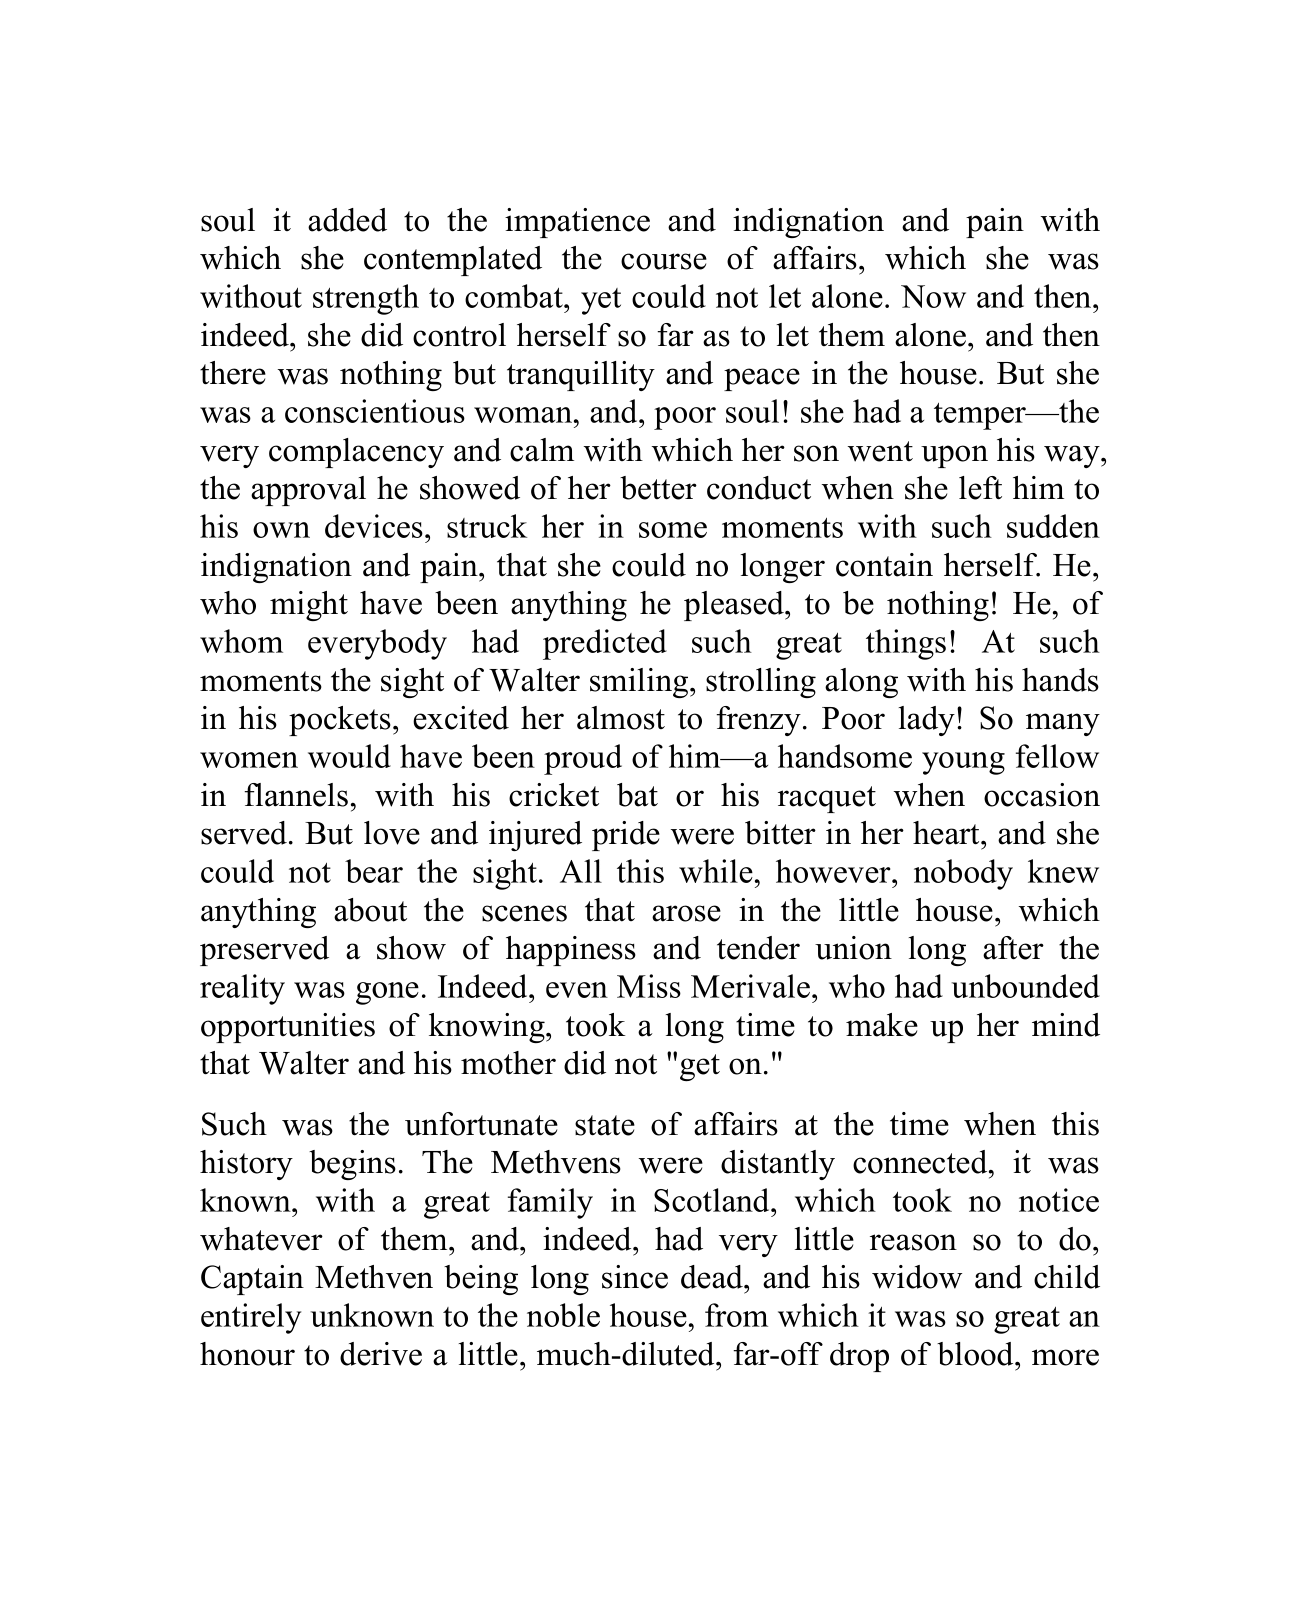 soul it added to the impatience and indignation and pain with
which she contemplated the course of affairs, which she was
without strength to combat, yet could not let alone. Now and then,
indeed, she did control herself so far as to let them alone, and then
there was nothing but tranquillity and peace in the house. But she
was a conscientious woman, and, poor soul! she had a temper—the
very complacency and calm with which her son went upon his way,
the approval he showed of her better conduct when she left him to
his own devices, struck her in some moments with such sudden
indignation and pain, that she could no longer contain herself. He,
who might have been anything he pleased, to be nothing! He, of
whom everybody had predicted such great things! At such
moments the sight of Walter smiling, strolling along with his hands
in his pockets, excited her almost to frenzy. Poor lady! So many
women would have been proud of him—a handsome young fellow
in flannels, with his cricket bat or his racquet when occasion
served. But love and injured pride were bitter in her heart, and she
could not bear the sight. All this while, however, nobody knew
anything about the scenes that arose in the little house, which
preserved a show of happiness and tender union long after the
reality was gone. Indeed, even Miss Merivale, who had unbounded
opportunities of knowing, took a long time to make up her mind
that Walter and his mother did not "get on."
Such was the unfortunate state of affairs at the time when this
history begins. The Methvens were distantly connected, it was
known, with a great family in Scotland, which took no notice
whatever of them, and, indeed, had very little reason so to do,
Captain Methven being long since dead, and his widow and child
entirely unknown to the noble house, from which it was so great an
honour to derive a little, much-diluted, far-off drop of blood, more